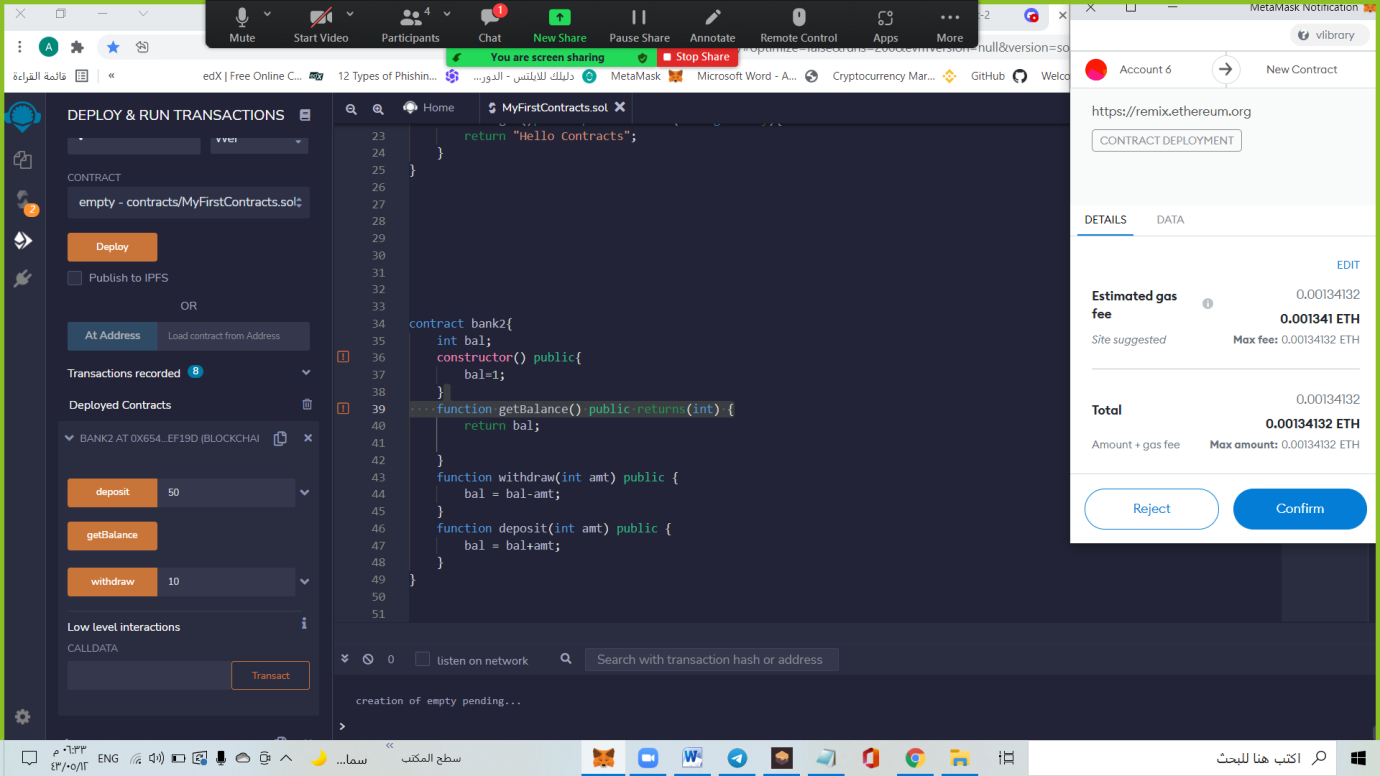 Mute
Start Video
4
Participants
1
Chat
New Share
Pause Share
Annotate
Remote Control
Apps
More
You are screen sharing
Stop Share
MetaMask Notification
A
قائمة القراءة
«
edX | Free Online C...
12 Types of Phishin...
دليلك للايلتس - الدور...
MetaMask
Microsoft Word - A...
Cryptocurrency Mar...
GitHub
Welco
DEPLOY & RUN TRANSACTIONS
CONTRACT
empty - contracts/MyFirstContracts.sol
2
Deploy
Publish to IPFS
OR
At Address
Load contract from Address
Transactions recorded 8
Deployed Contracts
BANK2 AT 0X654...EF19D (BLOCKCHAI
deposit
50
getBalance
withdraw
10
Low level interactions
i
CALLDATA
Transact
Home
MyFirstContracts.sol
23 return "Hello Contracts";
24 }
25 }
26
27
28
29
30
31
32
33
34 contract bank2{
35 int bal;
36 constructor() public{
37 bal=1;
38 }
39 function getBalance() public returns(int) {
40 return bal;
41
42 }
43 function withdraw(int amt) public {
44 bal = bal-amt;
45 }
46 function deposit(int amt) public {
47 bal = bal+amt;
48 }
49 }
50
51
0
listen on network
Search with transaction hash or address
creation of empty pending...
>
vlibrary
Account 6
New Contract
https://remix.ethereum.org
CONTRACT DEPLOYMENT
DETAILS
DATA
EDIT
Estimated gas fee
0.00134132
0.001341 ETH
Site suggested
Max fee: 0.00134132 ETH
Total
0.00134132
0.00134132 ETH
Amount + gas fee
Max amount: 0.00134132 ETH
Reject
Confirm
٠٦:٣٣ م
٤٣/٠٥/١٢
ENG
سما...
سطح المكتب
اكتب هنا للبحث